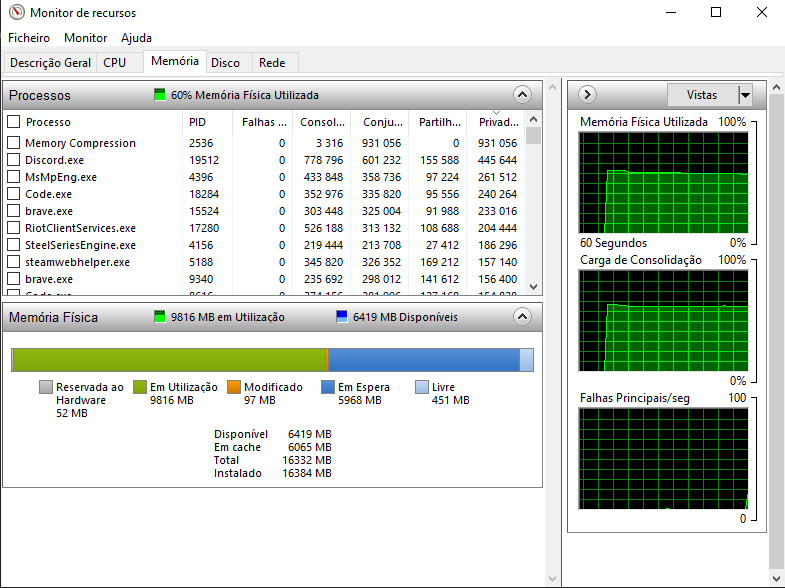 Monitor de recursos
Ficheiro Monitor Ajuda
Descrição Geral CPU Memória Disco Rede
Processos 60% Memória Física Utilizada
Processo PID Falhas ... Consol... Conju... Partilh... Privad...
Memory Compression 2536 0 3 316 931 056 0 931 056
Discord.exe 19512 0 778 796 601 232 155 588 445 644
MsMpEng.exe 4396 0 433 848 358 736 97 224 261 512
Code.exe 18284 0 352 976 335 820 95 556 240 264
brave.exe 15524 0 303 448 325 004 91 988 233 016
RiotClientServices.exe 17280 0 526 188 313 132 108 688 204 444
SteelSeriesEngine.exe 4156 0 219 444 213 708 27 412 186 296
steamwebhelper.exe 5188 0 345 820 326 352 169 212 157 140
brave.exe 9340 0 235 692 298 012 141 612 156 400
Memória Física 9816 MB em Utilização 6419 MB Disponíveis
Reservada ao Hardware 52 MB
Em Utilização 9816 MB
Modificado 97 MB
Em Espera 5968 MB
Livre 451 MB
Disponível 6419 MB
Em cache 6065 MB
Total 16332 MB
Instalado 16384 MB
Vistas
Memória Física Utilizada 100%
60 Segundos 0%
Carga de Consolidação 100%
0%
Falhas Principais/seg 100
0